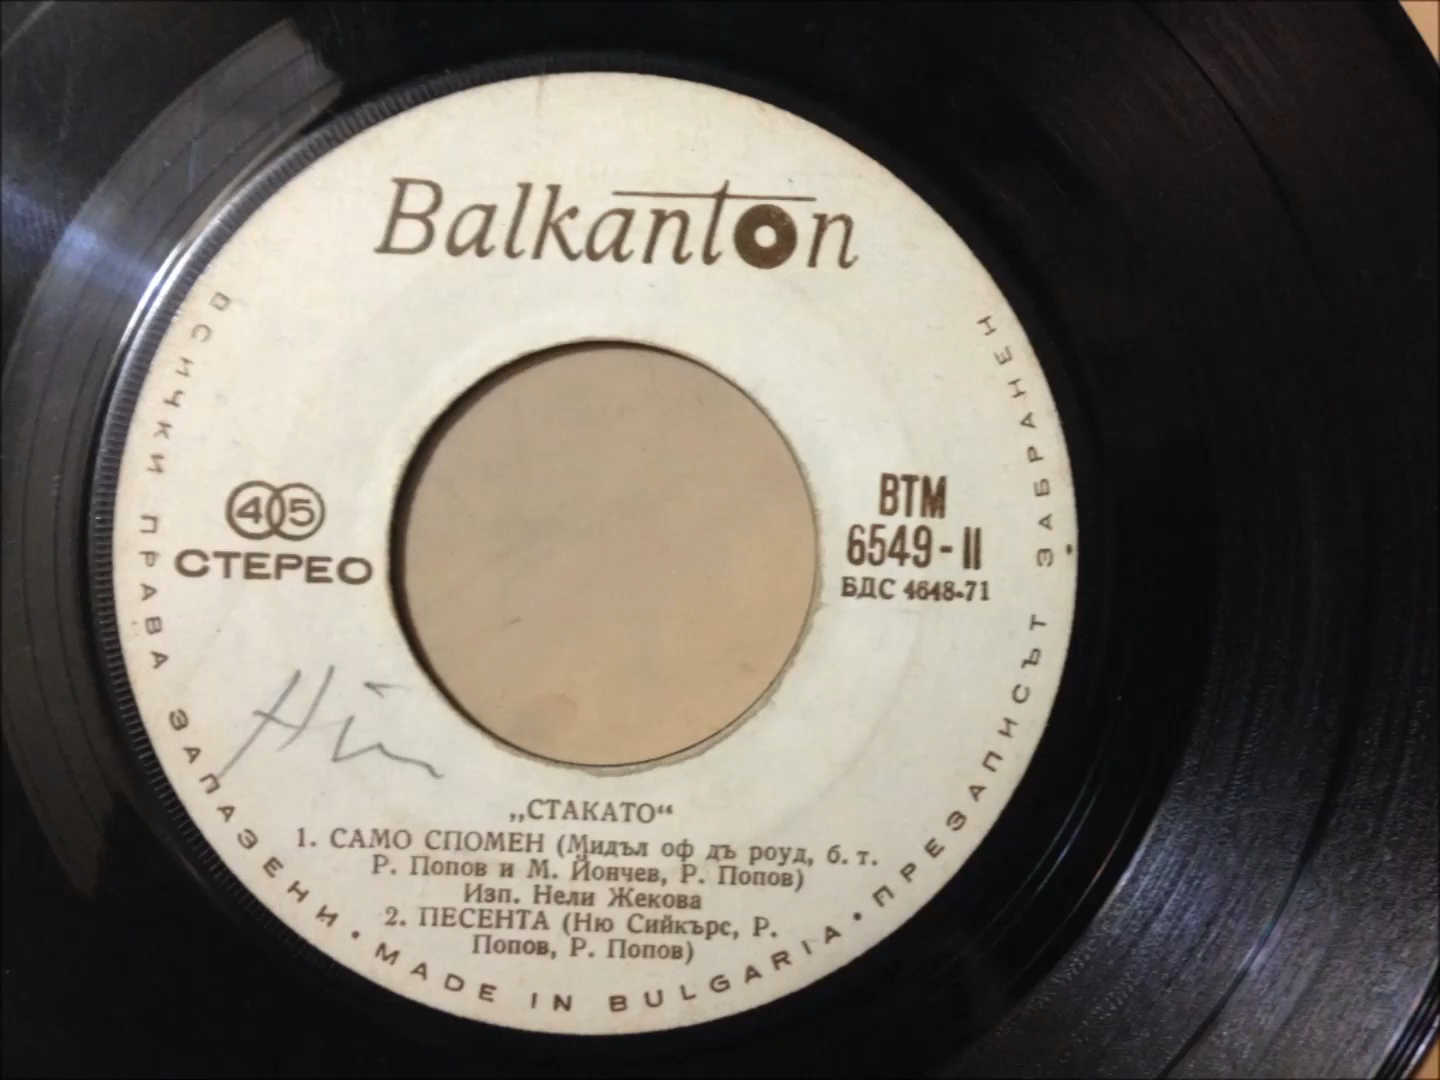 Balkanton
ВСИЧКИ ПРАВА ЗАПАЗЕНИ • MADE IN BULGARIA • ПРЕЗАПИСЪТ ЗАБРАНЕН
45
СТЕРЕО
ВТМ
6549-II
БДС 4648-71
„СТАКАТО“
1. САМО СПОМЕН (Мидъл оф дъ роуд, б. т.
Р. Попов и М. Йончев, Р. Попов)
Изп. Нели Жекова
2. ПЕСЕНТА (Ню Сийкърс, Р.
Попов, Р. Попов)